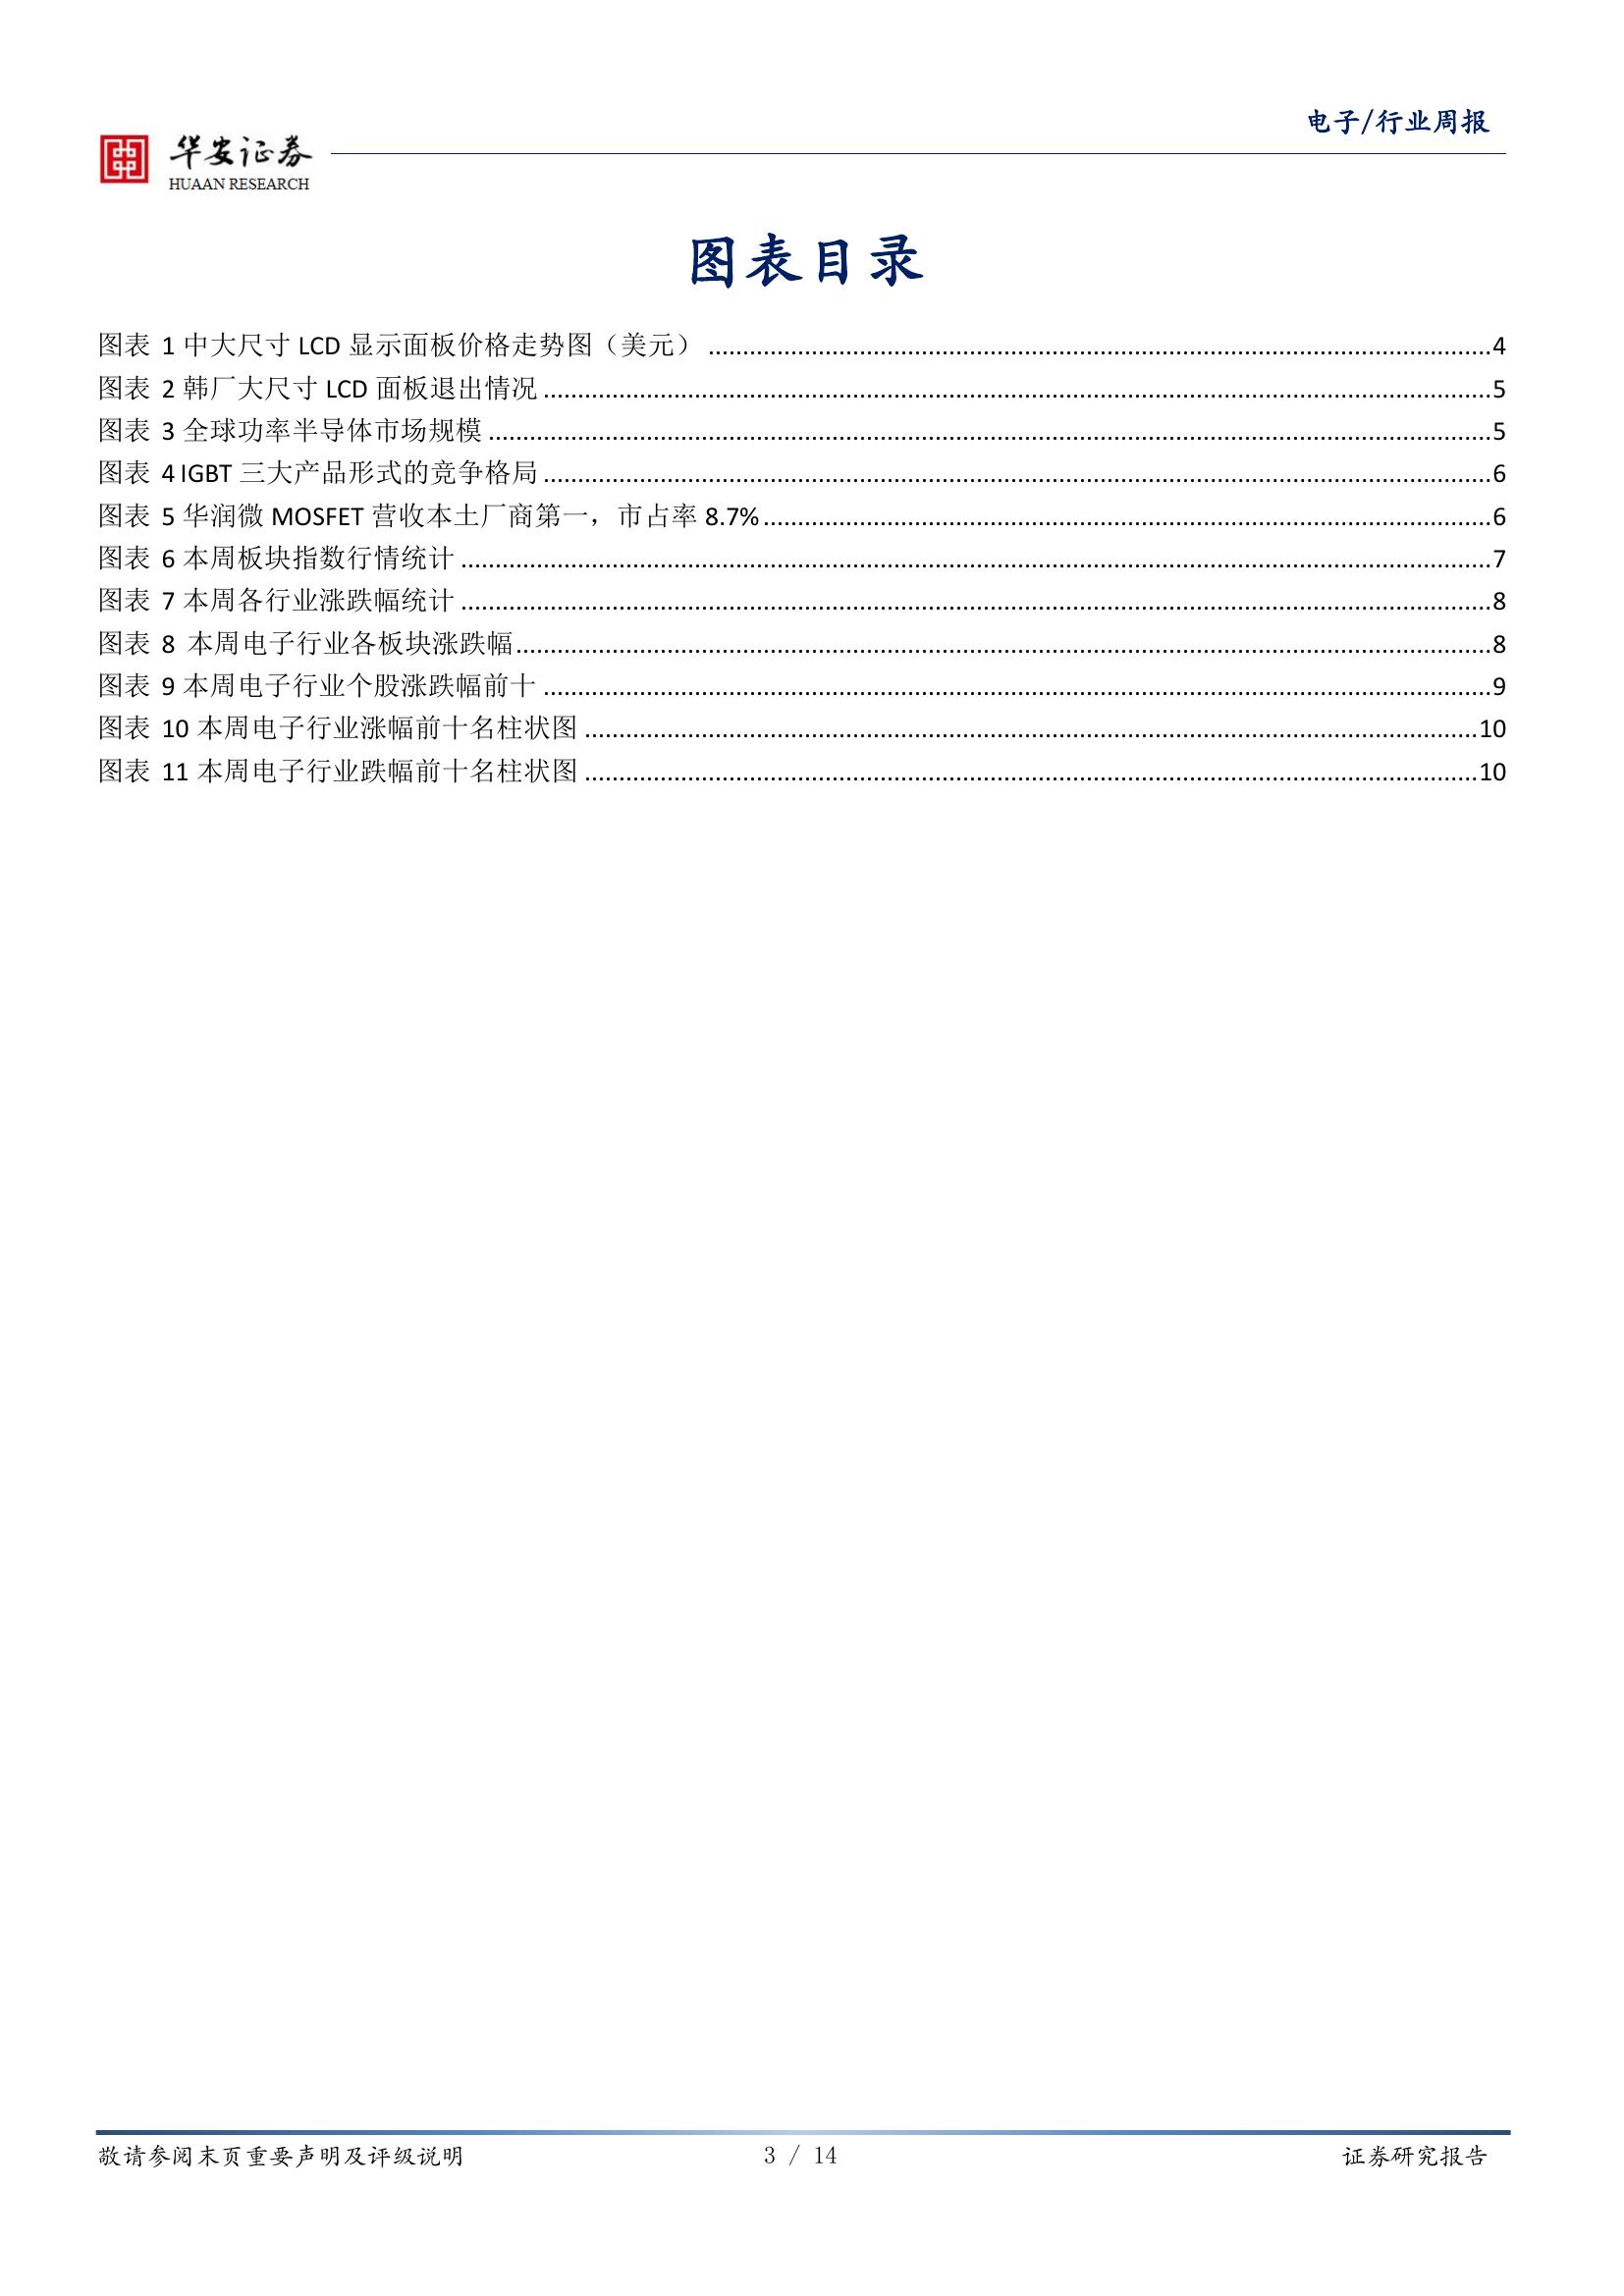 电子/行业周报
华安证券
HUAAN RESEARCH
图表目录
图表 1 中大尺寸 LCD 显示面板价格走势图（美元）........................4
图表 2 韩厂大尺寸 LCD 面板退出情况........................5
图表 3 全球功率半导体市场规模........................5
图表 4 IGBT 三大产品形式的竞争格局........................6
图表 5 华润微 MOSFET 营收本土厂商第一，市占率 8.7%........................6
图表 6 本周板块指数行情统计........................7
图表 7 本周各行业涨跌幅统计........................8
图表 8 本周电子行业各板块涨跌幅........................8
图表 9 本周电子行业个股涨跌幅前十........................9
图表 10 本周电子行业涨幅前十名柱状图........................10
图表 11 本周电子行业跌幅前十名柱状图........................10
敬请参阅末页重要声明及评级说明
3 / 14
证券研究报告